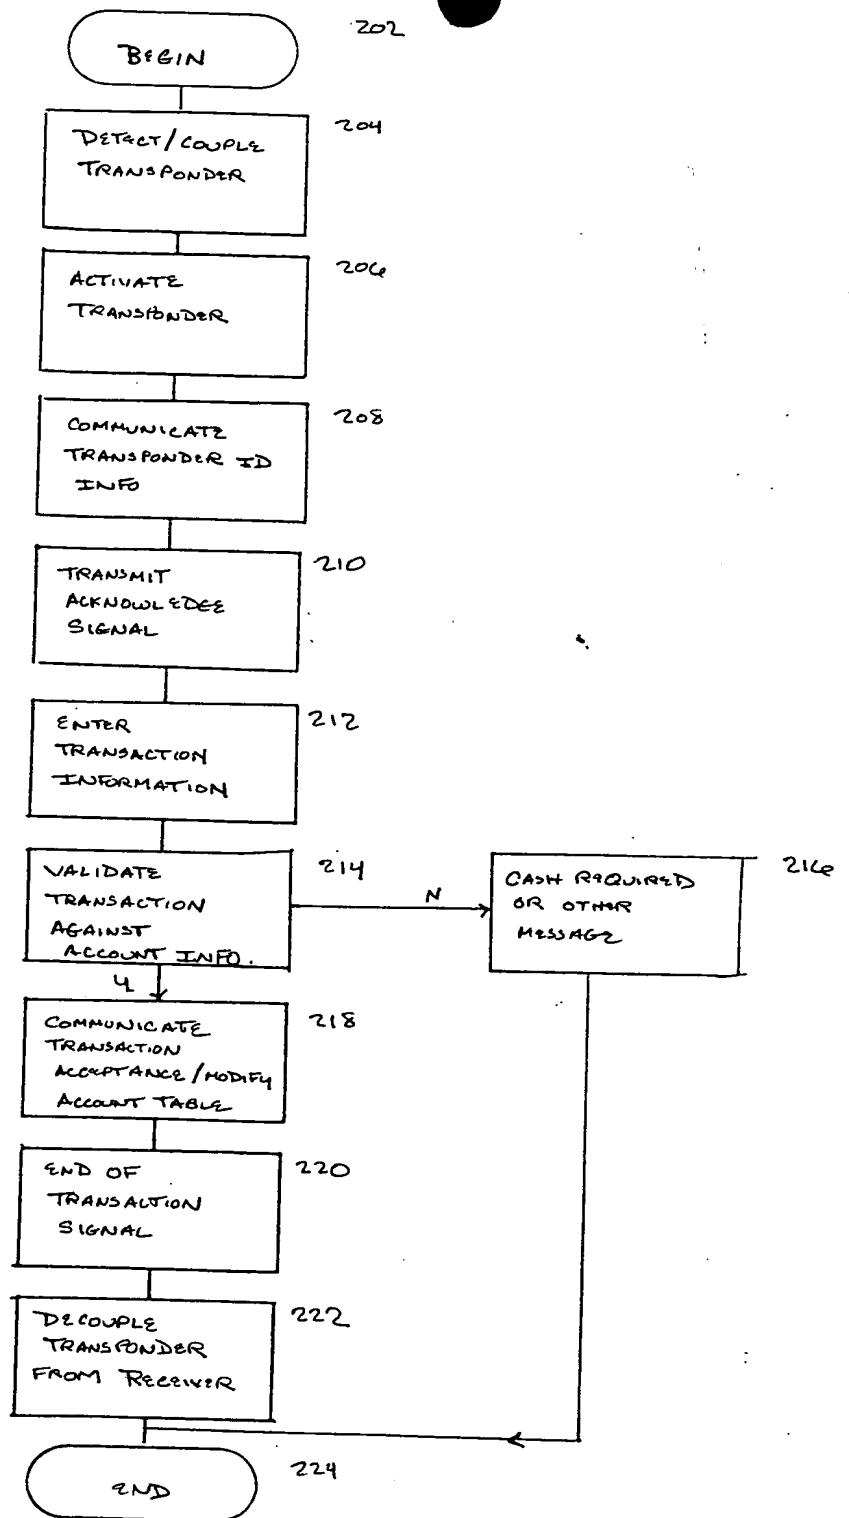 202
BEGIN
204
DETECT/COUPLE
TRANSPONDER
206
ACTIVATE
TRANSPONDER
208
COMMUNICATE
TRANSPONDER ID
INFO
210
TRANSMIT
ACKNOWLEDGE
SIGNAL
212
ENTER
TRANSACTION
INFORMATION
214
VALIDATE
TRANSACTION
AGAINST
ACCOUNT INFO.
N
216
CASH REQUIRED
OR OTHER
MESSAGE
Y
218
COMMUNICATE
TRANSACTION
ACCEPTANCE/MODIFY
ACCOUNT TABLE
220
END OF
TRANSACTION
SIGNAL
222
DECOUPLE
TRANSPONDER
FROM RECEIVER
224
END